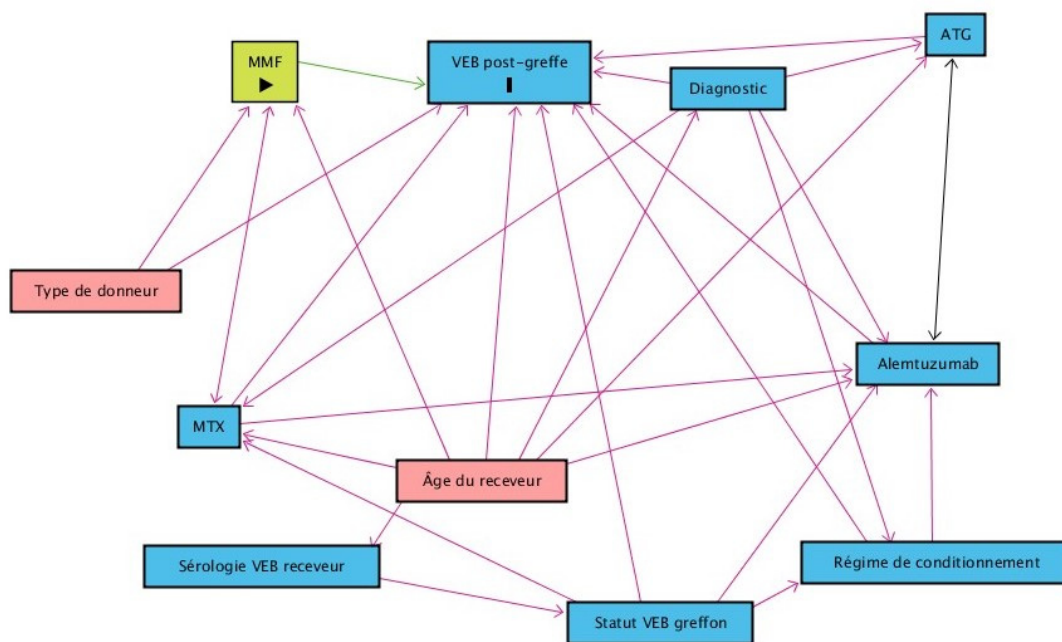 ATG
MMF
VEB post-greffe
Diagnostic
Type de donneur
Alemtuzumab
MTX
Âge du receveur
Sérologie VEB receveur
Régime de conditionnement
Statut VEB greffon